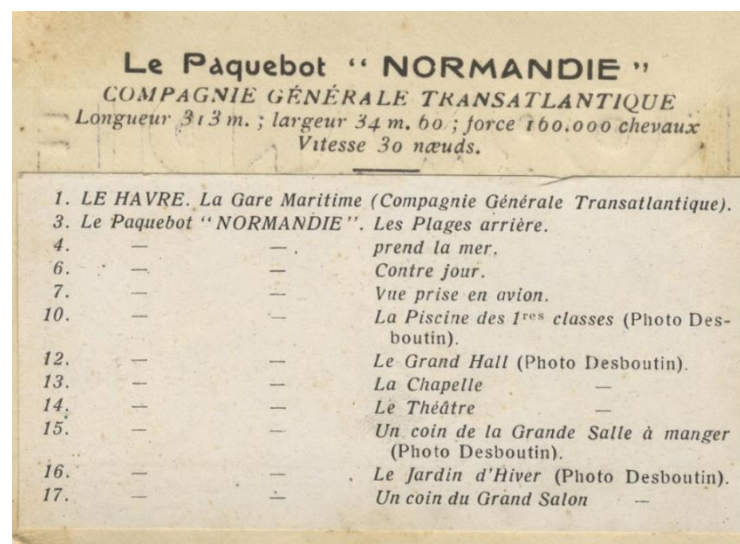 Le Paquebot “ NORMANDIE ”
COMPAGNIE GÉNÉRALE TRANSATLANTIQUE
Longueur 313 m. ; largeur 34 m. 60 ; force 160.000 chevaux
Vitesse 30 nœuds.
1. LE HAVRE. La Gare Maritime (Compagnie Générale Transatlantique).
3. Le Paquebot “NORMANDIE”. Les Plages arrière.
4. — — prend la mer.
6. — — Contre jour.
7. — — Vue prise en avion.
10. — — La Piscine des 1res classes (Photo Des-
boutin).
12. — — Le Grand Hall (Photo Desboutin).
13. — — La Chapelle —
14. — — Le Théâtre —
15. — — Un coin de la Grande Salle à manger
(Photo Desboutin).
16. — — Le Jardin d'Hiver (Photo Desboutin).
17. — — Un coin du Grand Salon —